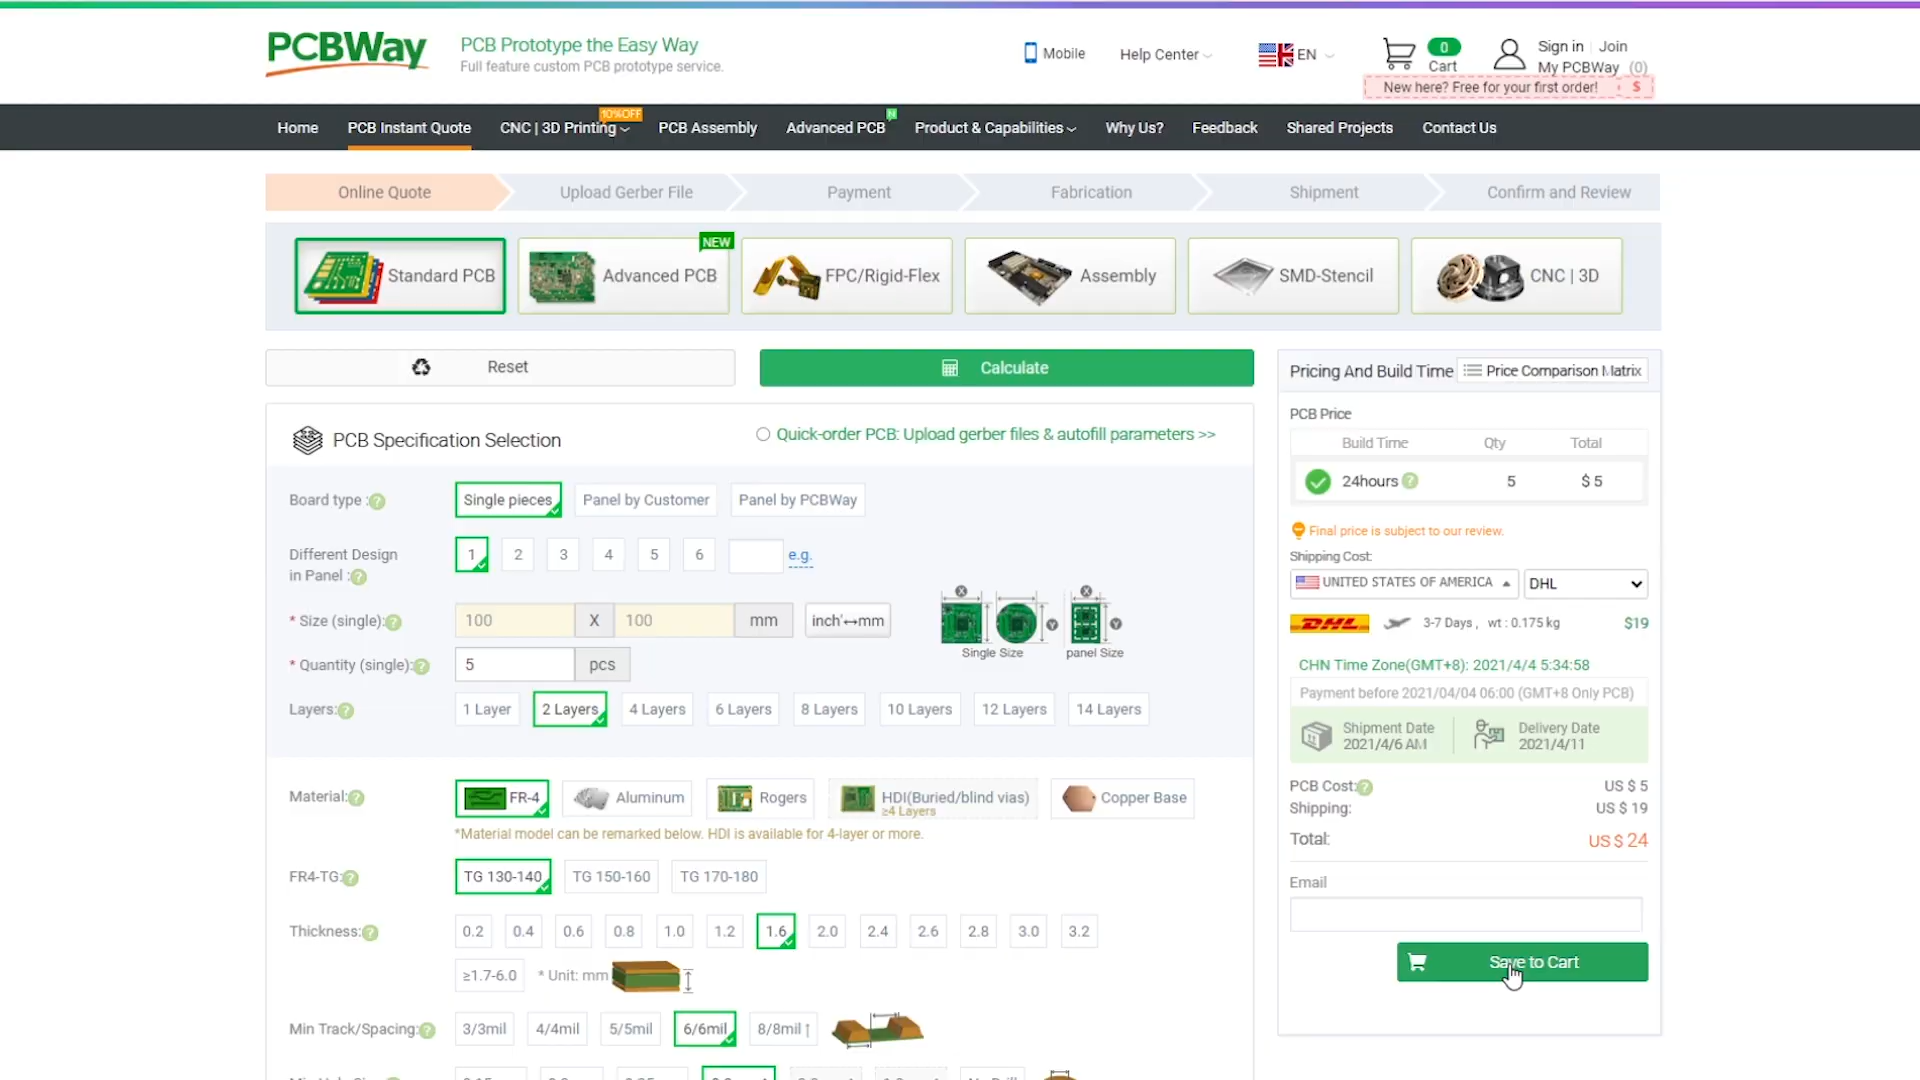 PCBWay
PCB Prototype the Easy Way
Full feature custom PCB prototype service.
Mobile
Help Center
EN
0
Cart
Sign in
Join
My PCBWay (0)
New here? Free for your first order! $
Home
PCB Instant Quote
CNC | 3D Printing
10%OFF
PCB Assembly
Advanced PCB
N
Product & Capabilities
Why Us?
Feedback
Shared Projects
Contact Us
Online Quote
Upload Gerber File
Payment
Fabrication
Shipment
Confirm and Review
Standard PCB
Advanced PCB
NEW
FPC/Rigid-Flex
Assembly
SMD-Stencil
CNC | 3D
Reset
Calculate
PCB Specification Selection
Quick-order PCB: Upload gerber files & autofill parameters >>
Board type :?
Single pieces
Panel by Customer
Panel by PCBWay
Different Design
in Panel :?
1 2 3 4 5 6 e.g.
* Size (single):?
100 X 100 mm inch↔mm
X Y X Y
Single Size
panel Size
* Quantity (single):?
5 pcs
Layers:?
1 Layer 2 Layers 4 Layers 6 Layers 8 Layers 10 Layers 12 Layers 14 Layers
Material:?
FR-4
Aluminum
Rogers
HDI(Buried/blind vias)
≥4 Layers
Copper Base
*Material model can be remarked below. HDI is available for 4-layer or more.
FR4-TG:?
TG 130-140 TG 150-160 TG 170-180
Thickness:?
0.2 0.4 0.6 0.8 1.0 1.2 1.6 2.0 2.4 2.6 2.8 3.0 3.2
≥1.7-6.0 * Unit: mm
Min Track/Spacing:?
3/3mil 4/4mil 5/5mil 6/6mil 8/8mil↑
Pricing And Build Time
Price Comparison Matrix
PCB Price
Build Time Qty Total
24hours ? 5 $ 5
Final price is subject to our review.
Shipping Cost:
UNITED STATES OF AMERICA
DHL
DHL 3-7 Days , wt : 0.175 kg $19
CHN Time Zone(GMT+8): 2021/4/4 5:34:58
Payment before 2021/04/04 06:00 (GMT+8 Only PCB)
Shipment Date
2021/4/6 AM
Delivery Date
2021/4/11
PCB Cost:? US $ 5
Shipping: US $ 19
Total: US $ 24
Email
Save to Cart